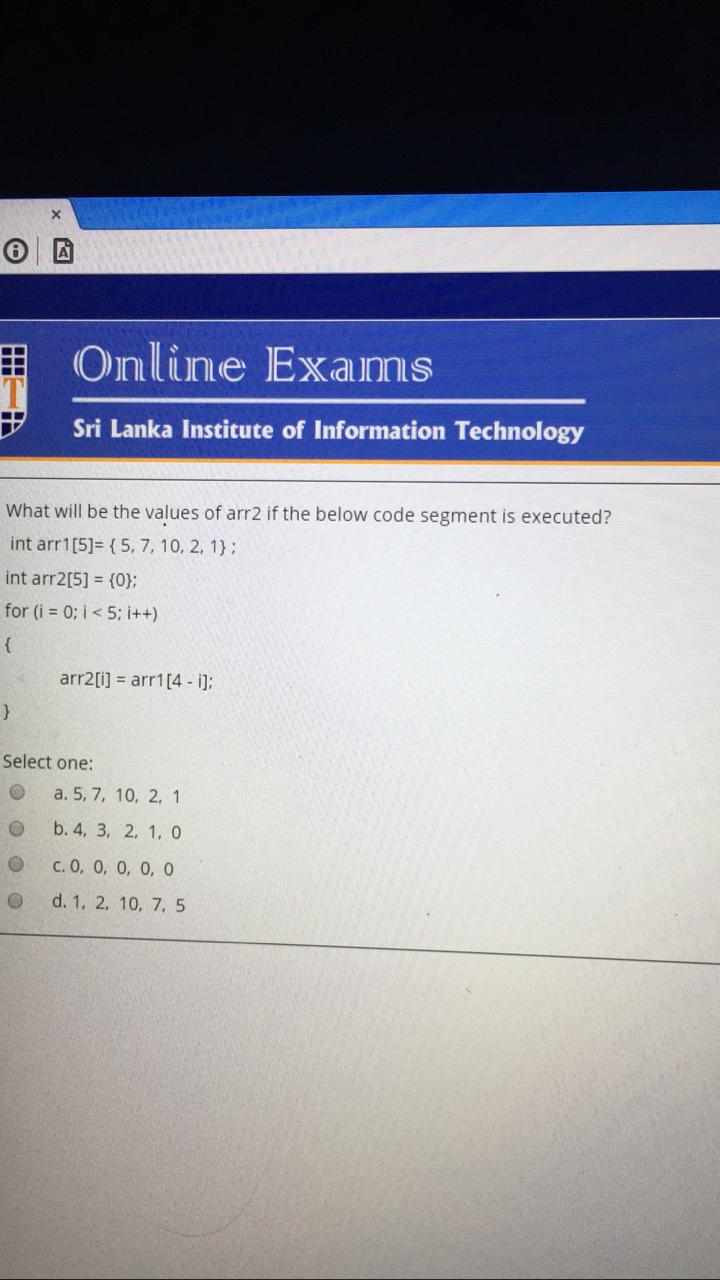 ×
T
Online Exams
Sri Lanka Institute of Information Technology
What will be the values of arr2 if the below code segment is executed?
int arr1[5]= { 5, 7, 10, 2, 1} ;
int arr2[5] = {0};
for (i = 0; i < 5; i++)
{
arr2[i] = arr1[4 - i];
}
Select one:
a. 5, 7, 10, 2, 1
b. 4, 3, 2, 1, 0
c. 0, 0, 0, 0, 0
d. 1, 2, 10, 7, 5